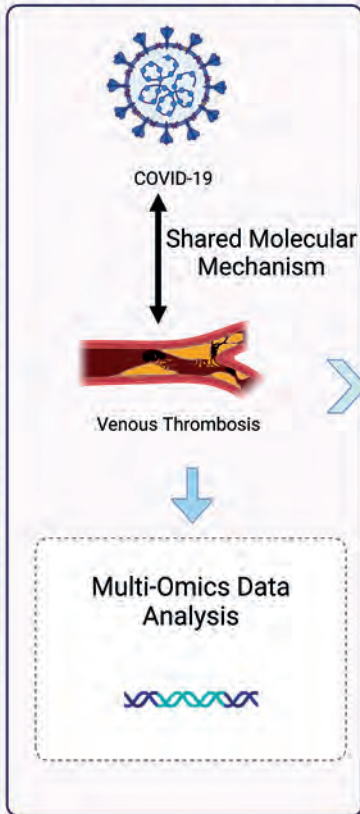 COVID-19
Shared Molecular
Mechanism
Venous Thrombosis
Multi-Omics Data
Analysis